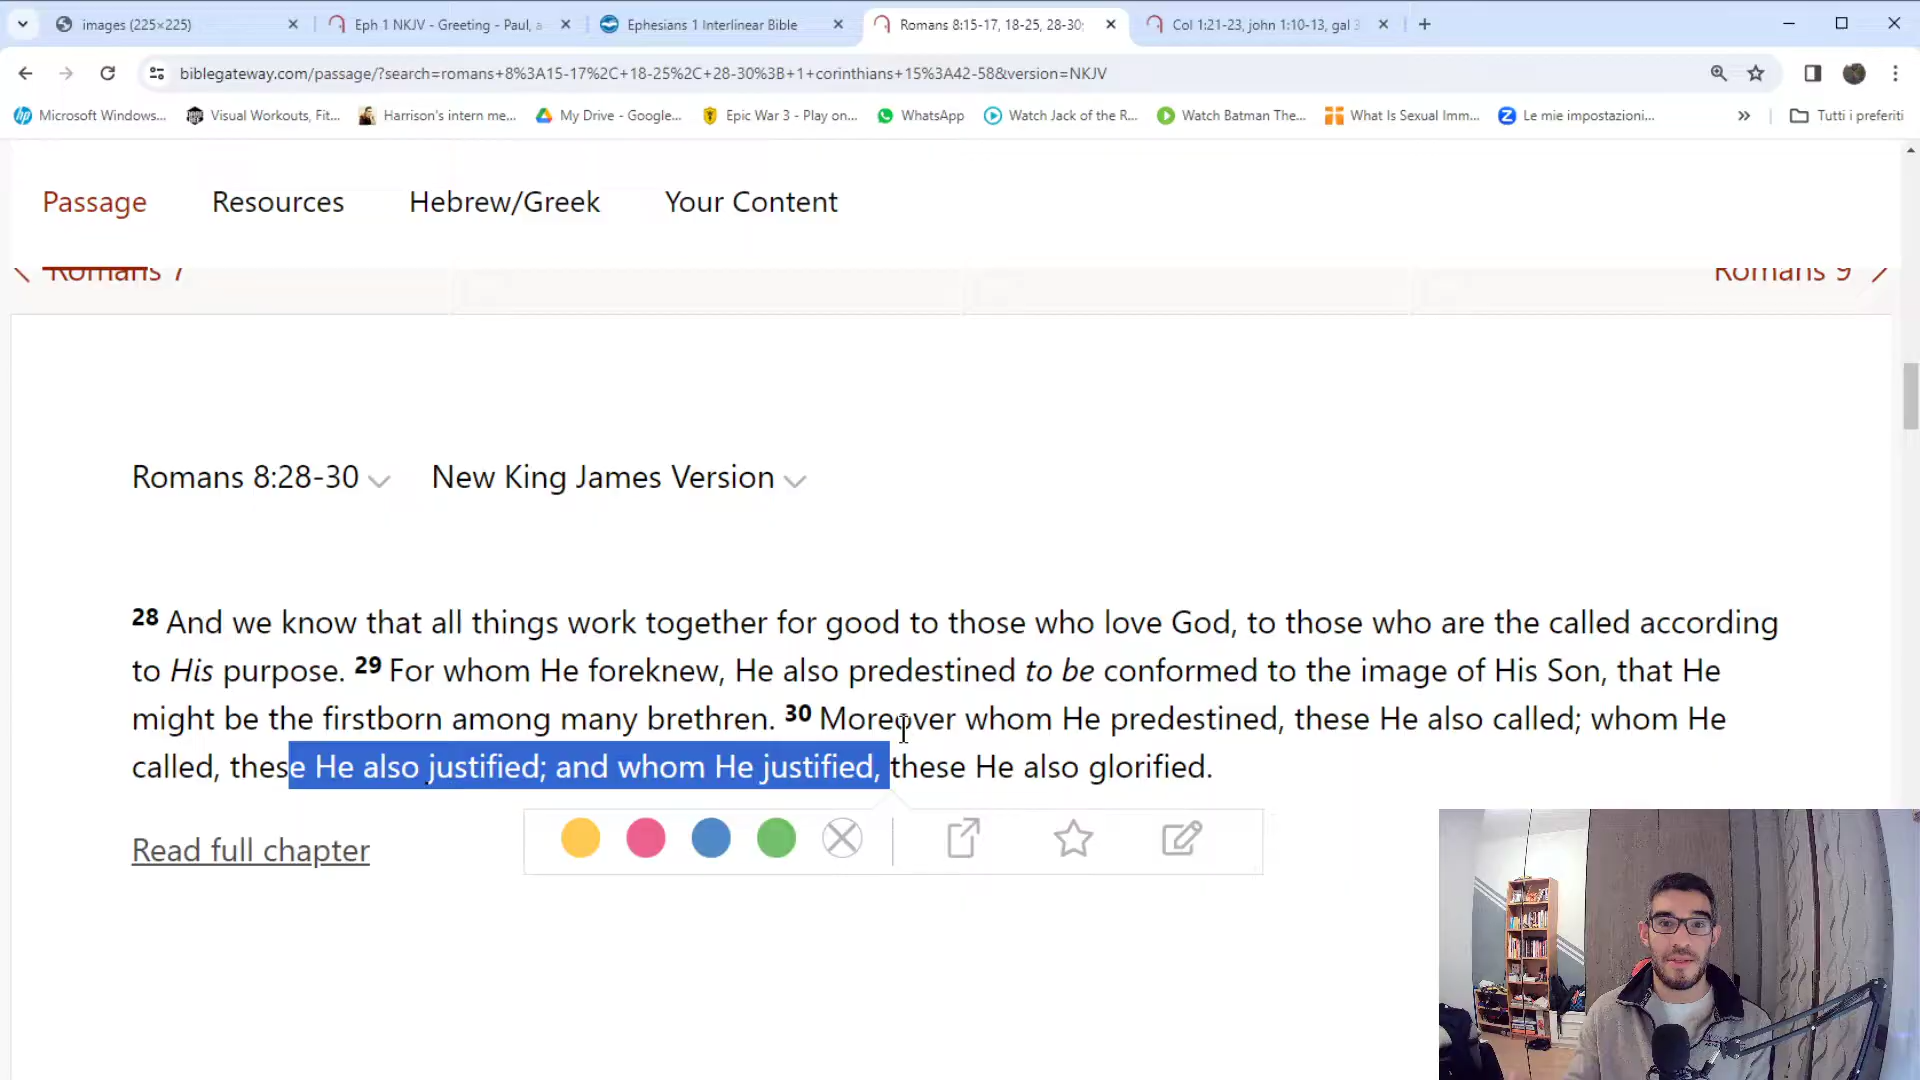 images (225×225)
Eph 1 NKJV - Greeting - Paul, a
Ephesians 1 Interlinear Bible
Romans 8:15-17, 18-25, 28-30;
Col 1:21-23, john 1:10-13, gal 3
biblegateway.com/passage/?search=romans+8%3A15-17%2C+18-25%2C+28-30%3B+1+corinthians+15%3A42-58&version=NKJV
Microsoft Windows...
Visual Workouts, Fit...
Harrison's intern me...
My Drive - Google...
Epic War 3 - Play on...
WhatsApp
Watch Jack of the R...
Watch Batman The...
What Is Sexual Imm...
Le mie impostazioni...
Tutti i preferiti
Passage
Resources
Hebrew/Greek
Your Content
Romans 7
Romans 9
Romans 8:28-30
New King James Version
28 And we know that all things work together for good to those who love God, to those who are the called according
to His purpose. 29 For whom He foreknew, He also predestined to be conformed to the image of His Son, that He
might be the firstborn among many brethren. 30 Moreover whom He predestined, these He also called; whom He
called, these He also justified; and whom He justified, these He also glorified.
Read full chapter